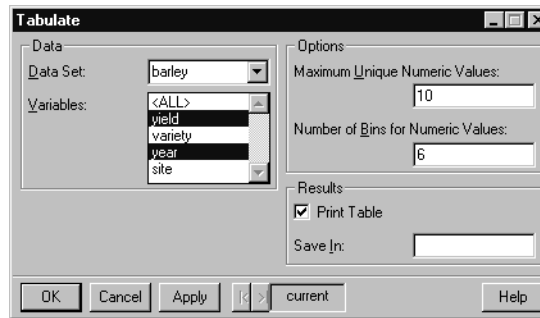 Tabulate
Data
Data Set:
barley
Variables:
<ALL>
yield
variety
year
site
Options
Maximum Unique Numeric Values:
10
Number of Bins for Numeric Values:
6
Results
Print Table
Save In:
OK
Cancel
Apply
current
Help